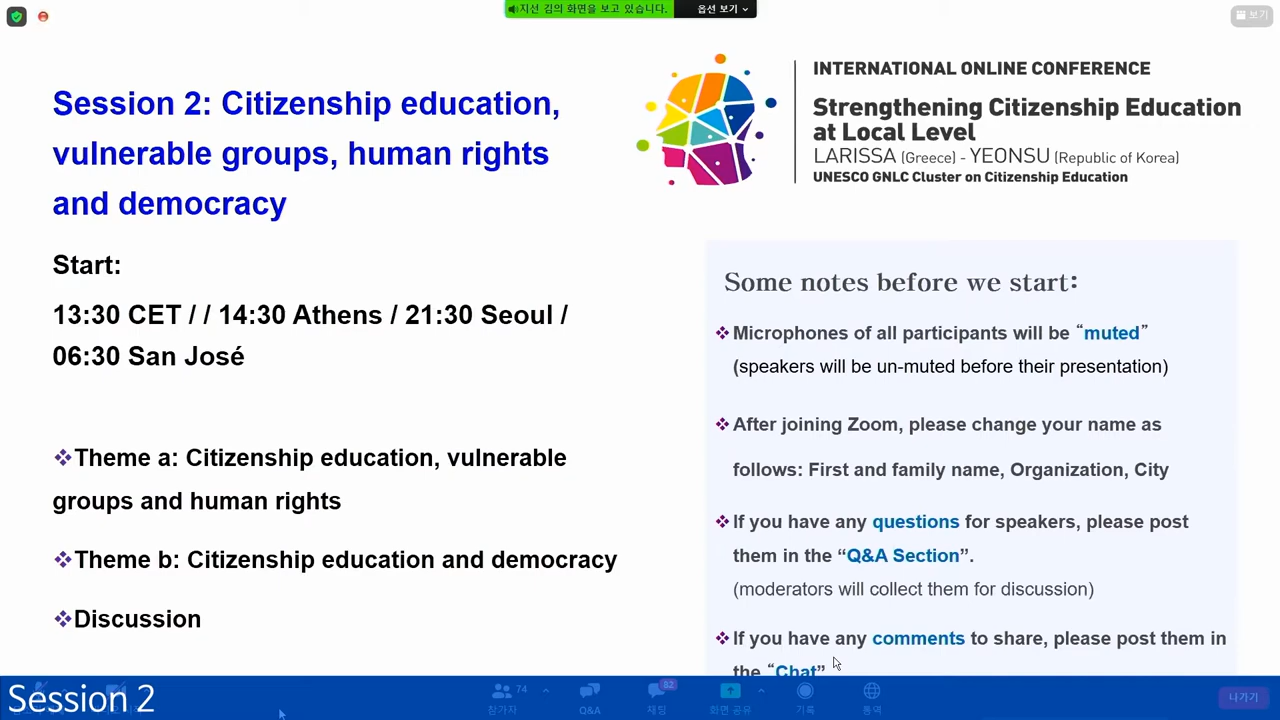 지선 김의 화면을 보고 있습니다.
옵션 보기
보기
Session 2: Citizenship education,
vulnerable groups, human rights
and democracy
Start:
13:30 CET / / 14:30 Athens / 21:30 Seoul /
06:30 San José
Theme a: Citizenship education, vulnerable
groups and human rights
Theme b: Citizenship education and democracy
Discussion
INTERNATIONAL ONLINE CONFERENCE
Strengthening Citizenship Education
at Local Level
LARISSA (Greece) - YEONSU (Republic of Korea)
UNESCO GNLC Cluster on Citizenship Education
Some notes before we start:
Microphones of all participants will be “muted”
(speakers will be un-muted before their presentation)
After joining Zoom, please change your name as
follows: First and family name, Organization, City
If you have any questions for speakers, please post
them in the “Q&A Section”.
(moderators will collect them for discussion)
If you have any comments to share, please post them in
the “Chat”
Session 2
74
82
참가자
Q&A
채팅
화면 공유
기록
통역
나가기